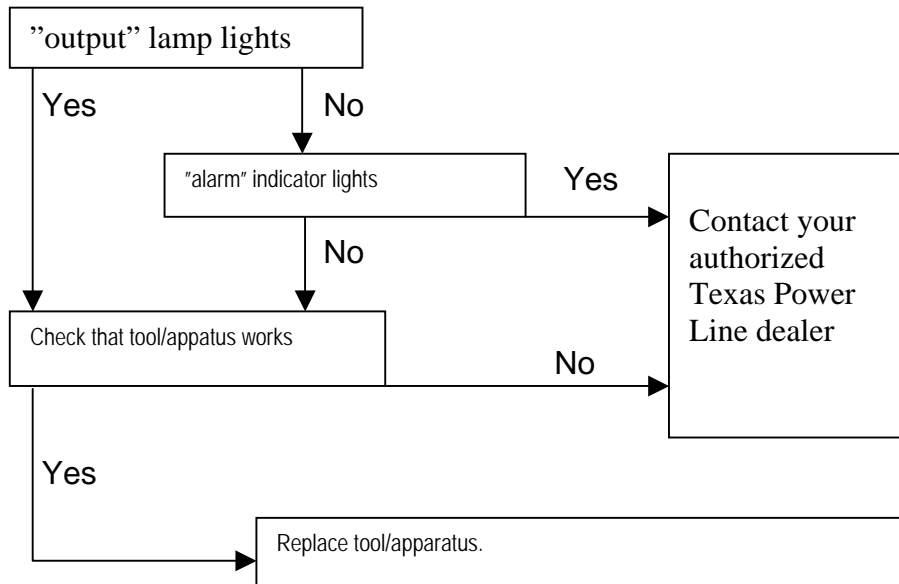 ”output” lamp lights
Yes
No
”alarm” indicator lights
Yes
No
Contact your
authorized
Texas Power
Line dealer
Check that tool/appatus works
No
Yes
Replace tool/apparatus.